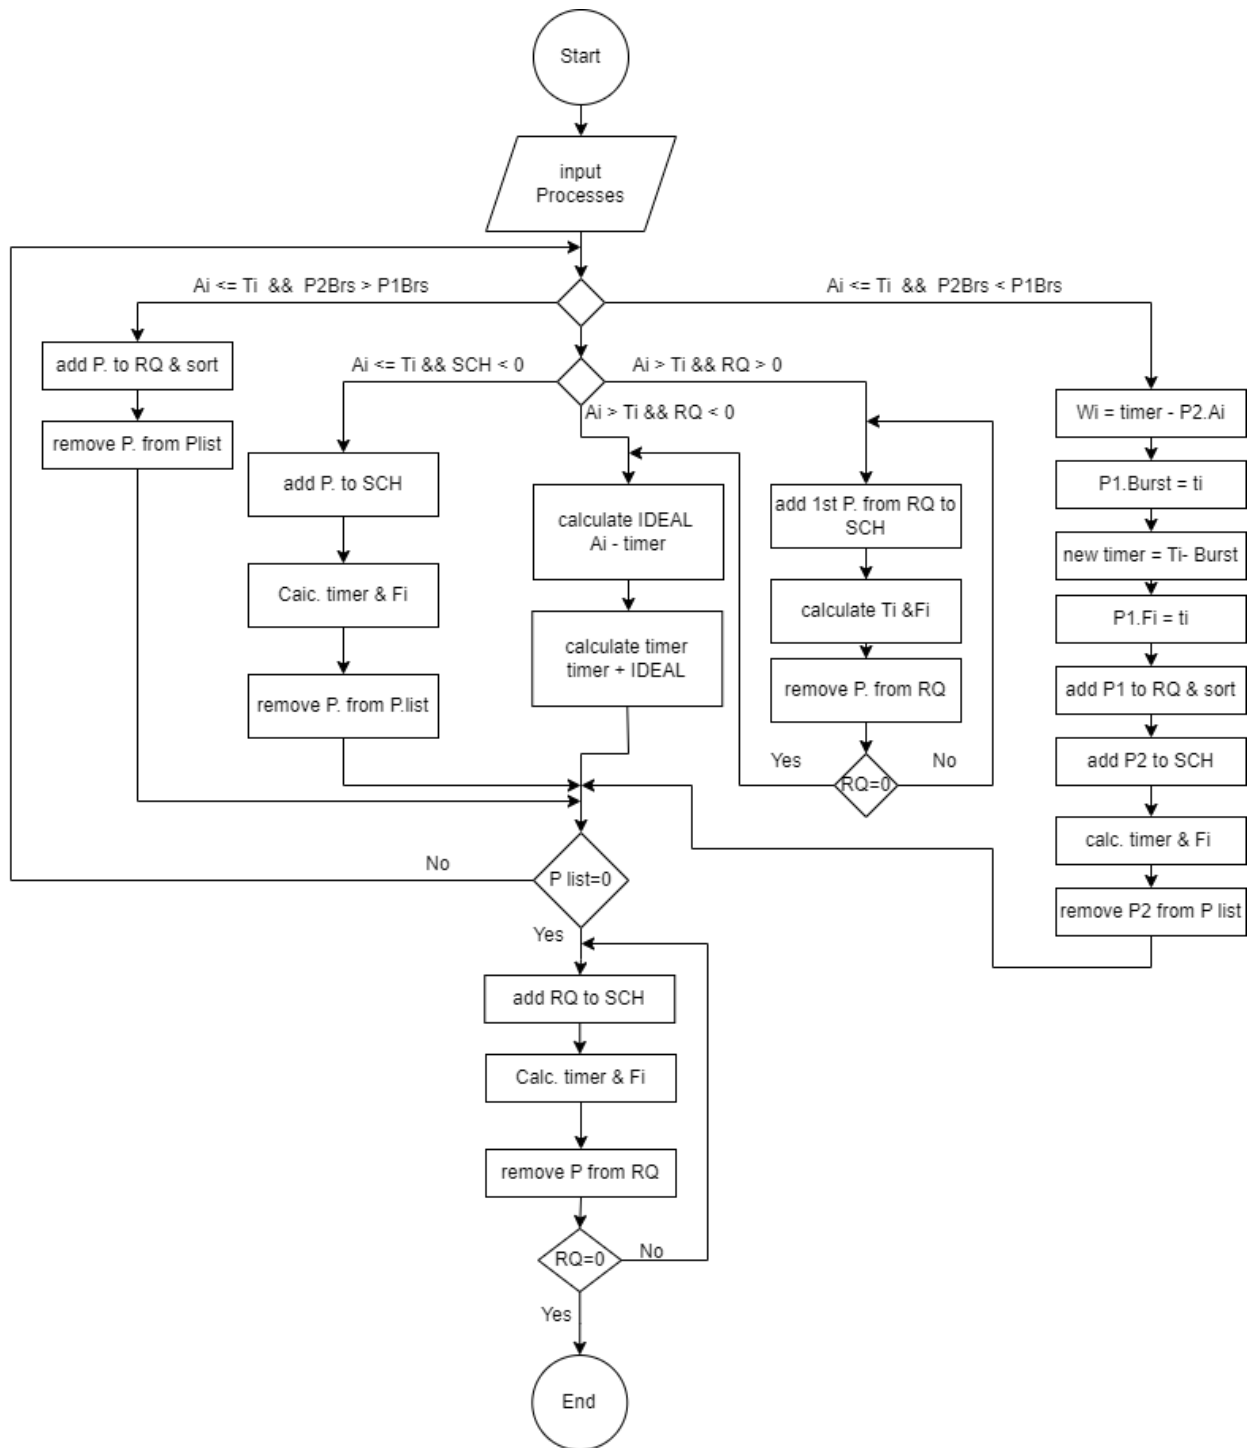 Start
input
Processes
Ai <= Ti && P2Brs > P1Brs
Ai <= Ti && P2Brs < P1Brs
add P. to RQ & sort
remove P. from Plist
Ai <= Ti && SCH < 0
Ai > Ti && RQ > 0
Ai > Ti && RQ < 0
add P. to SCH
Caic. timer & Fi
remove P. from P.list
calculate IDEAL
Ai - timer
calculate timer
timer + IDEAL
add 1st P. from RQ to
SCH
calculate Ti &Fi
remove P. from RQ
Yes
RQ=0
No
Wi = timer - P2.Ai
P1.Burst = ti
new timer = Ti- Burst
P1.Fi = ti
add P1 to RQ & sort
add P2 to SCH
calc. timer & Fi
remove P2 from P list
No
P list=0
Yes
add RQ to SCH
Calc. timer & Fi
remove P from RQ
RQ=0
No
Yes
End